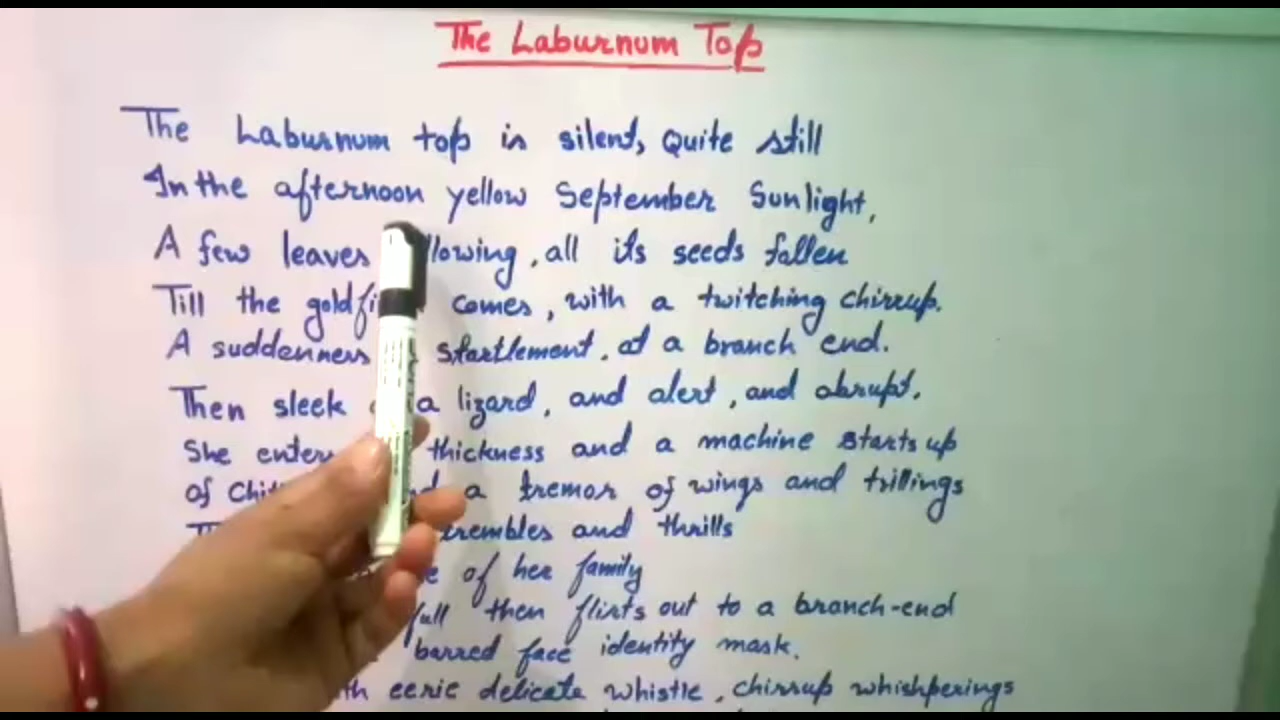 The Laburnum Top
The Laburnum top is silent, Quite still
In the afternoon yellow September Sunlight,
A few leaves llowing, all its seeds fallen
Till the goldfi comes, with a twitching chirrup.
A suddenness startlement, at a branch end.
Then sleek a lizard, and alert, and abrupt,
She enter thickness and a machine starts up
of Chit d a tremor of wings and trillings
trembles and thrills
e of her family
full then flirts out to a branch-end
barred face identity mask.
th eeric delicate whistle, chirrup whishperings